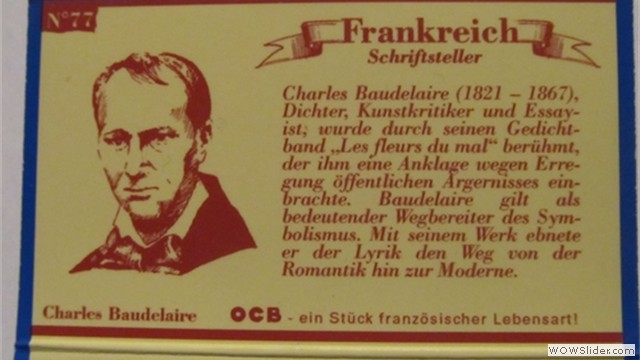 N°77
Frankreich
Schriftsteller
Charles Baudelaire (1821 – 1867),
Dichter, Kunstkritiker und Essay-
ist, wurde durch seinen Gedicht-
band „Les fleurs du mal“ berühmt,
der ihm eine Anklage wegen Erre-
gung öffentlichen Ärgernisses ein-
brachte. Baudelaire gilt als
bedeutender Wegbereiter des Sym-
bolismus. Mit seinem Werk ebnete
er der Lyrik den Weg von der
Romantik hin zur Moderne.
Charles Baudelaire
OCB - ein Stück französischer Lebensart!
WOWSlider.com